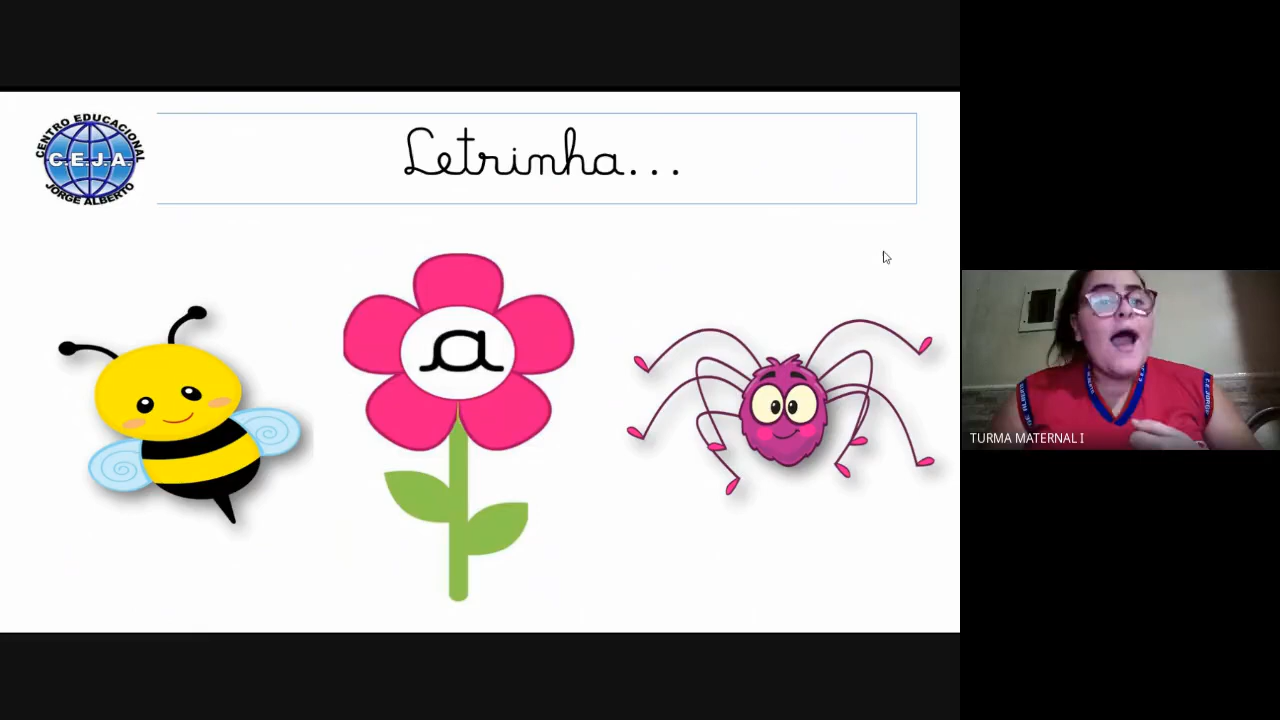 CENTRO EDUCACIONAL
C.E.J.A.
JORGE ALBERTO
Letrinha...
a
TURMA MATERNAL I